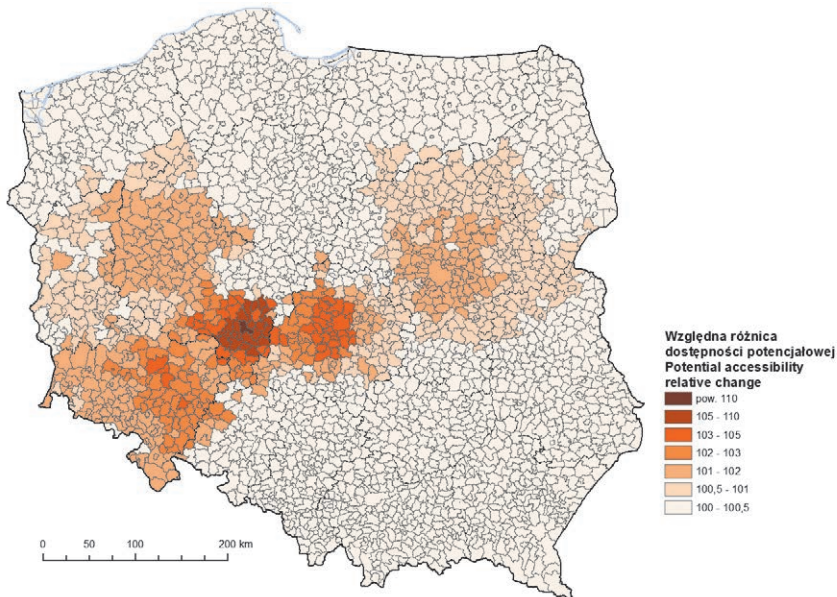 Względna różnica
dostępności potencjałowej
Potential accessibility
relative change
pow. 110
105 - 110
103 - 105
102 - 103
101 - 102
100,5 - 101
100 - 100,5
0 50 100 200 km